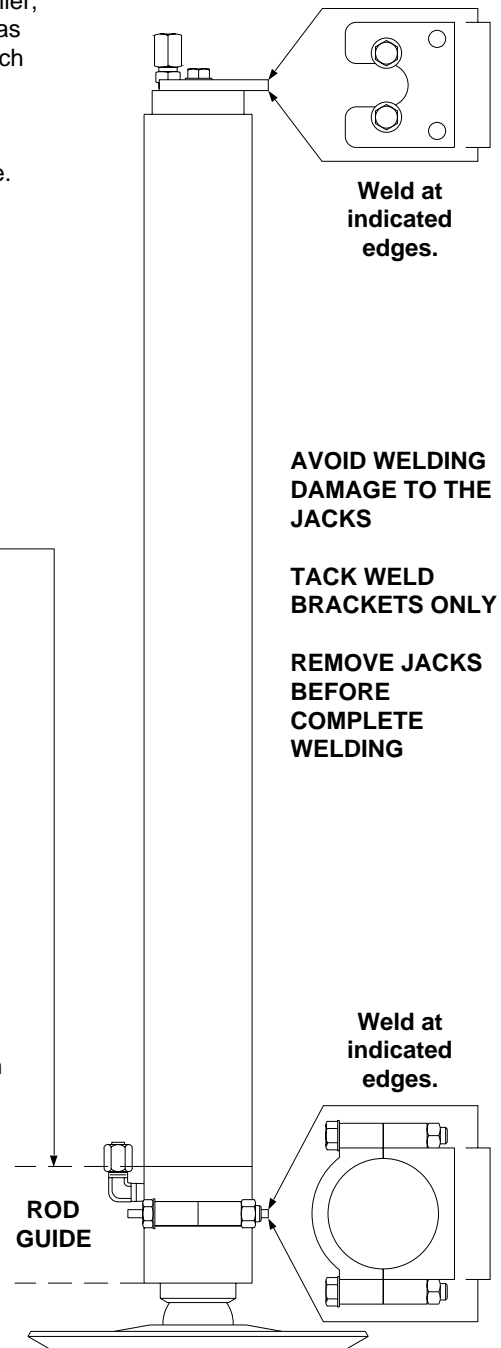 Weld at
indicated
edges.
AVOID WELDING
DAMAGE TO THE
JACKS
TACK WELD
BRACKETS ONLY
REMOVE JACKS
BEFORE
COMPLETE
WELDING
Weld at
indicated
edges.
ROD
GUIDE